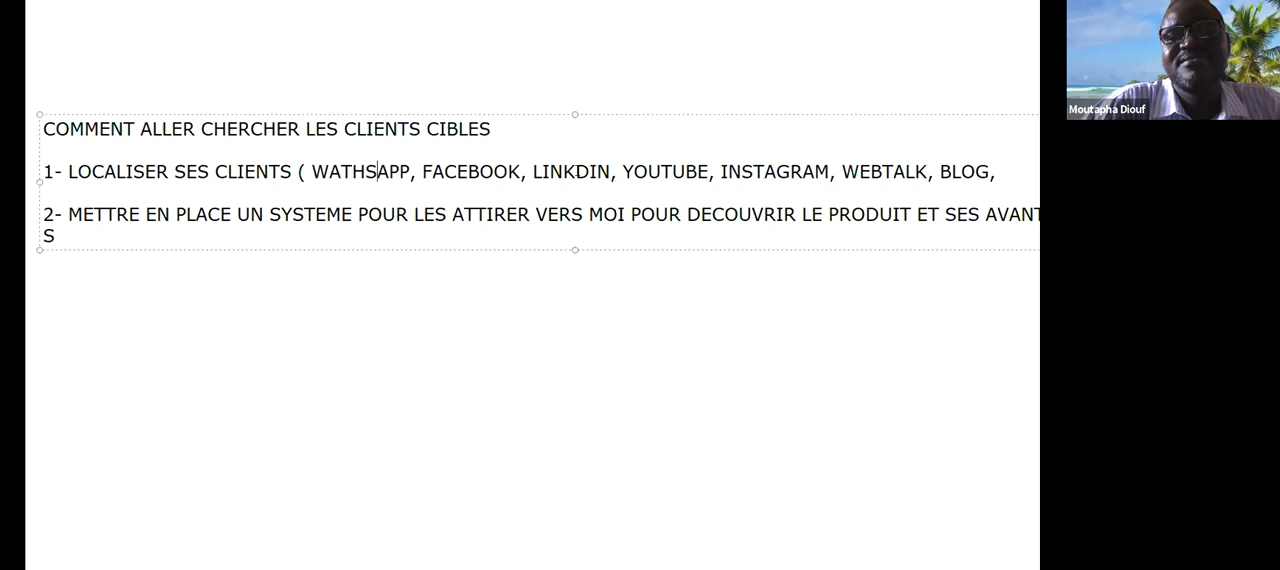 COMMENT ALLER CHERCHER LES CLIENTS CIBLES
1- LOCALISER SES CLIENTS ( WATHSAPP, FACEBOOK, LINKDIN, YOUTUBE, INSTAGRAM, WEBTALK, BLOG,
2- METTRE EN PLACE UN SYSTEME POUR LES ATTIRER VERS MOI POUR DECOUVRIR LE PRODUIT ET SES AVANT
S
Moutapha Diouf